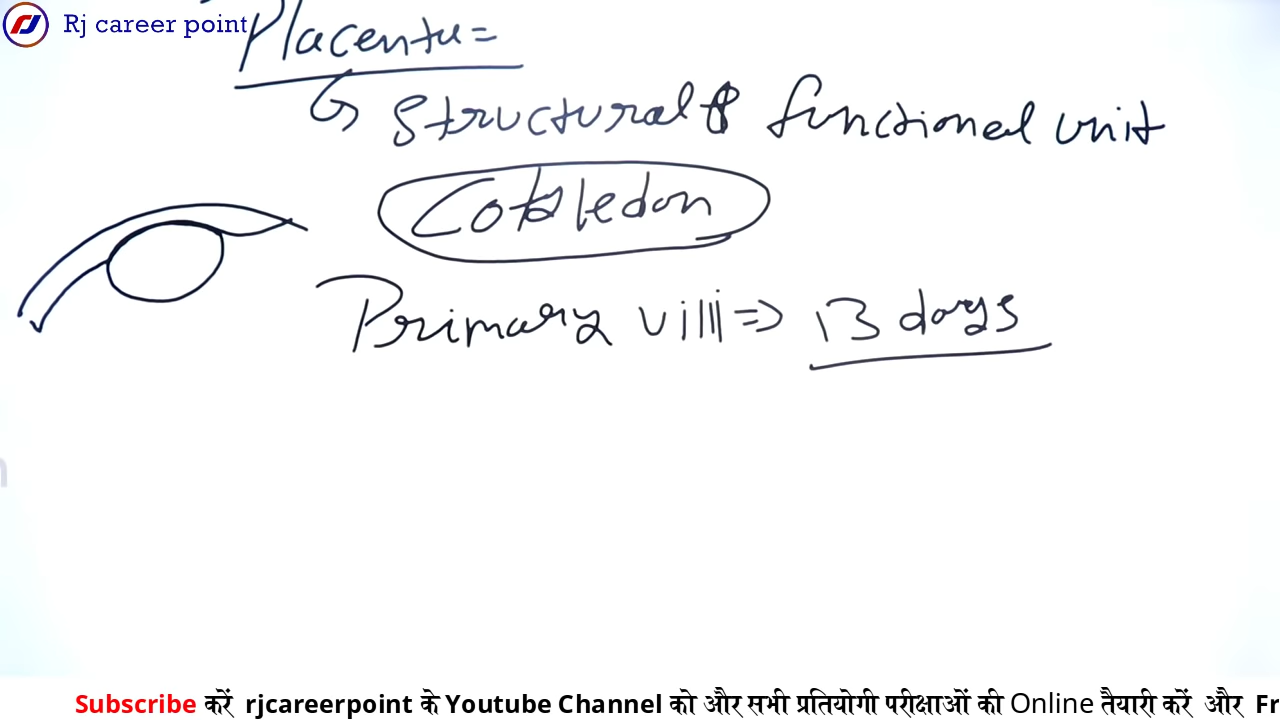 Rj career point
Placenta =
↳ Structural & functional unit
Cotyledon
Primary villi ⇒ 13 days
Subscribe करें rjcareerpoint के Youtube Channel को और सभी प्रतियोगी परीक्षाओं की Online तैयारी करें और Fr